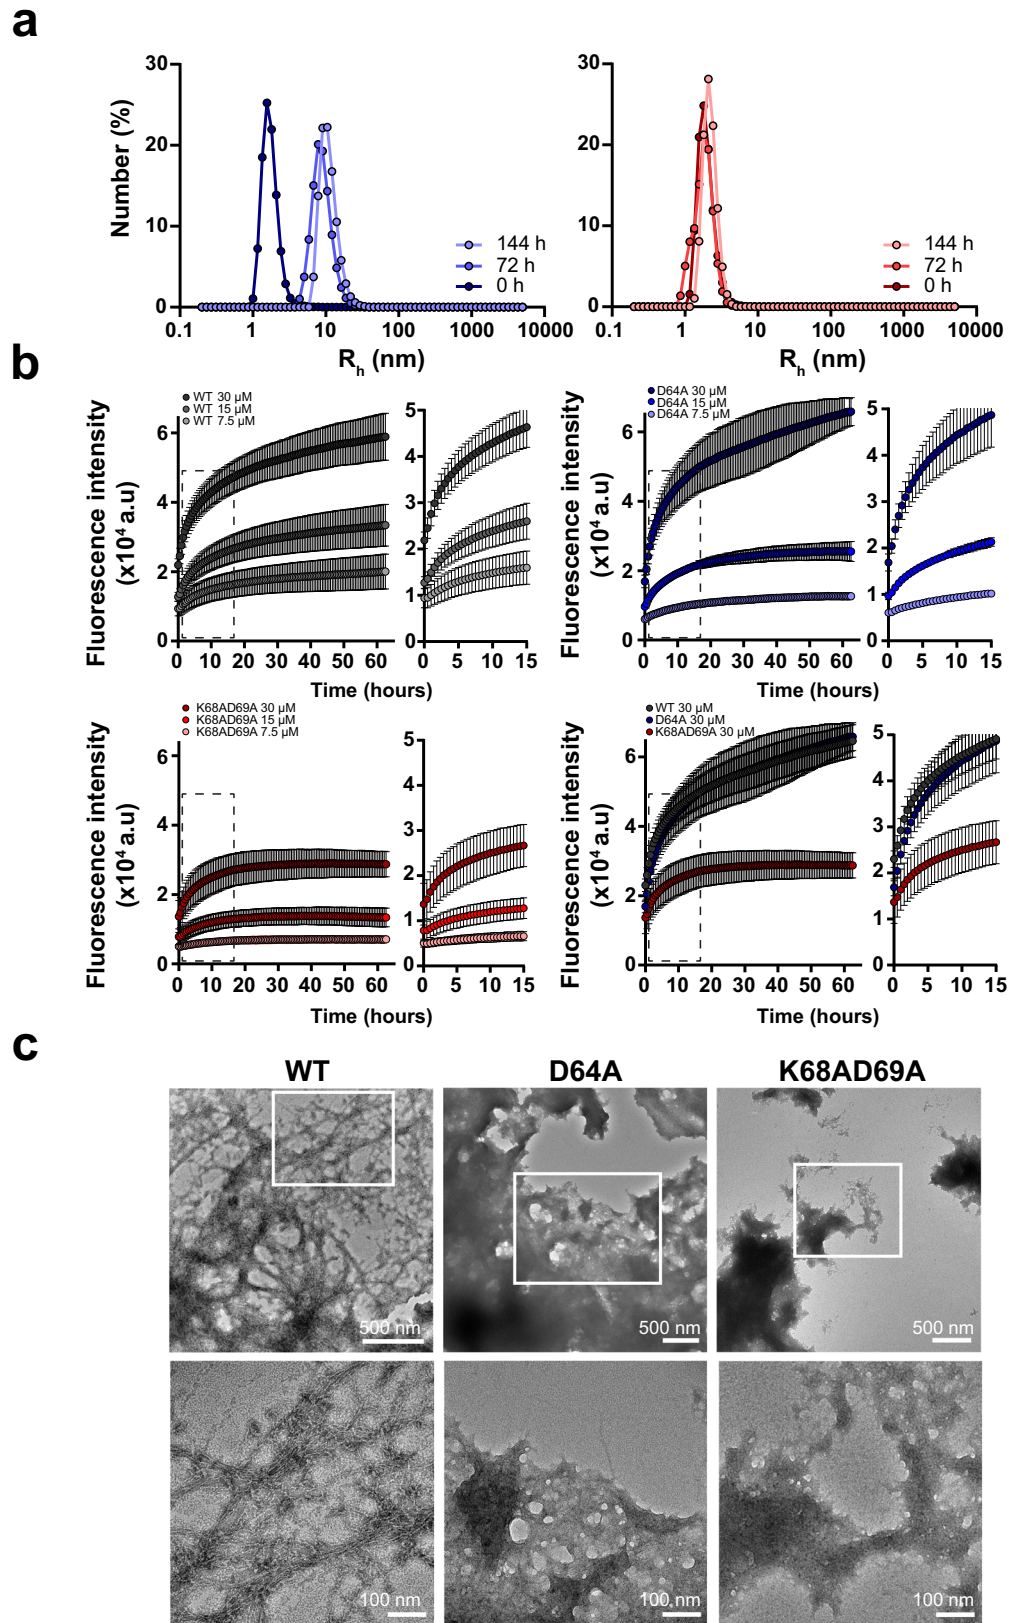 a
30
20
10
0
Number (%)
0.1
1
10
100
1000
10000
Rh (nm)
144 h
72 h
0 h
30
20
10
0
0.1
1
10
100
1000
10000
Rh (nm)
144 h
72 h
0 h
b
WT 30 µM
WT 15 µM
WT 7.5 µM
Fluorescence intensity
(x10⁴ a.u)
6
4
2
0
0 10 20 30 40 50 60
5
4
3
2
1
0
0 5 10 15
Time (hours)
D64A 30 µM
D64A 15 µM
D64A 7.5 µM
Fluorescence intensity
(x10⁴ a.u)
6
4
2
0
0 10 20 30 40 50 60
5
4
3
2
1
0
0 5 10 15
Time (hours)
K68AD69A 30 µM
K68AD69A 15 µM
K68AD69A 7.5 µM
Fluorescence intensity
(x10⁴ a.u)
6
4
2
0
0 10 20 30 40 50 60
5
4
3
2
1
0
0 5 10 15
Time (hours)
WT 30 µM
D64A 30 µM
K68AD69A 30 µM
Fluorescence intensity
(x10⁴ a.u)
6
4
2
0
0 10 20 30 40 50 60
5
4
3
2
1
0
0 5 10 15
Time (hours)
c
WT
D64A
K68AD69A
500 nm
500 nm
500 nm
100 nm
100 nm
100 nm